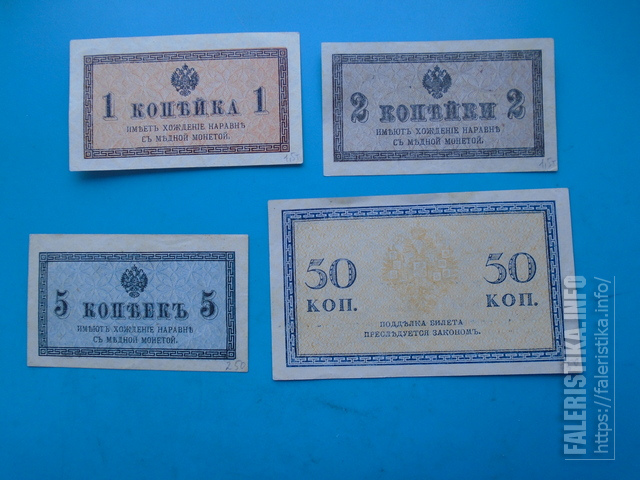 1 КОПѢЙКА 1
ИМѢЕТЪ ХОЖДЕНІЕ НАРАВНѢ
СЪ МѢДНОЙ МОНЕТОЙ.
2 КОПѢЙКИ 2
ИМѢЮТЪ ХОЖДЕНІЕ НАРАВНѢ
СЪ МѢДНОЙ МОНЕТОЙ.
5 КОПѢЕКЪ 5
ИМѢЮТЪ ХОЖДЕНІЕ НАРАВНѢ
СЪ МѢДНОЙ МОНЕТОЙ.
250
50 КОП.
50 КОП.
ПОДДѢЛКА БИЛЕТА
ПРЕСЛѢДУЕТСЯ ЗАКОНОМЪ.
FALERISTIKA.INFO
https://faleristika.info/